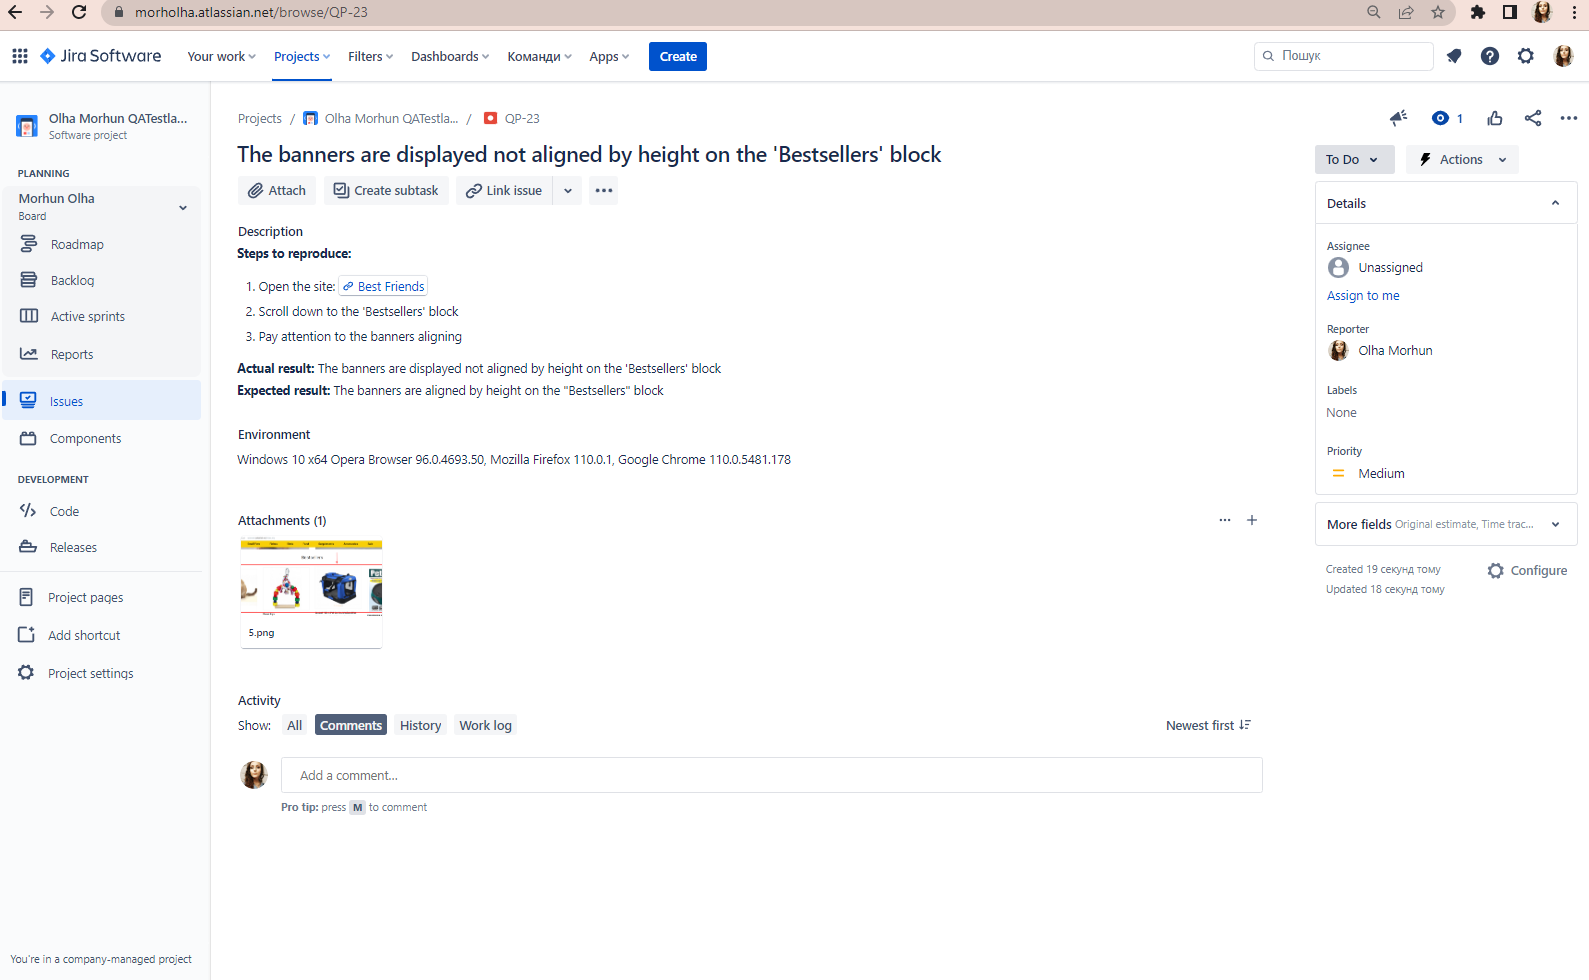 morholha.atlassian.net/browse/QP-23
Jira Software
Your work
Projects
Filters
Dashboards
Команди
Apps
Create
Пошук
Olha Morhun QATestla...
Software project
PLANNING
Morhun Olha
Board
Roadmap
Backlog
Active sprints
Reports
Issues
Components
DEVELOPMENT
Code
Releases
Project pages
Add shortcut
Project settings
You're in a company-managed project
Projects / Olha Morhun QATestla... / QP-23
The banners are displayed not aligned by height on the 'Bestsellers' block
Attach
Create subtask
Link issue
Description
Steps to reproduce:
1. Open the site: Best Friends
2. Scroll down to the 'Bestsellers' block
3. Pay attention to the banners aligning
Actual result: The banners are displayed not aligned by height on the 'Bestsellers' block
Expected result: The banners are aligned by height on the "Bestsellers" block
Environment
Windows 10 x64 Opera Browser 96.0.4693.50, Mozilla Firefox 110.0.1, Google Chrome 110.0.5481.178
Attachments (1)
Bestsellers
5.png
Activity
Show: All Comments History Work log
Newest first
Add a comment...
Pro tip: press M to comment
1
To Do
Actions
Details
Assignee
Unassigned
Assign to me
Reporter
Olha Morhun
Labels
None
Priority
Medium
More fields Original estimate, Time trac...
Created 19 секунд тому
Updated 18 секунд тому
Configure